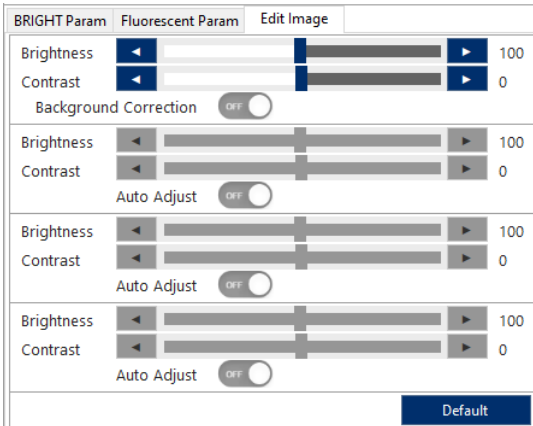 BRIGHT Param Fluorescent Param Edit Image
Brightness 100
Contrast 0
Background Correction OFF
Brightness 100
Contrast 0
Auto Adjust OFF
Brightness 100
Contrast 0
Auto Adjust OFF
Brightness 100
Contrast 0
Auto Adjust OFF
Default